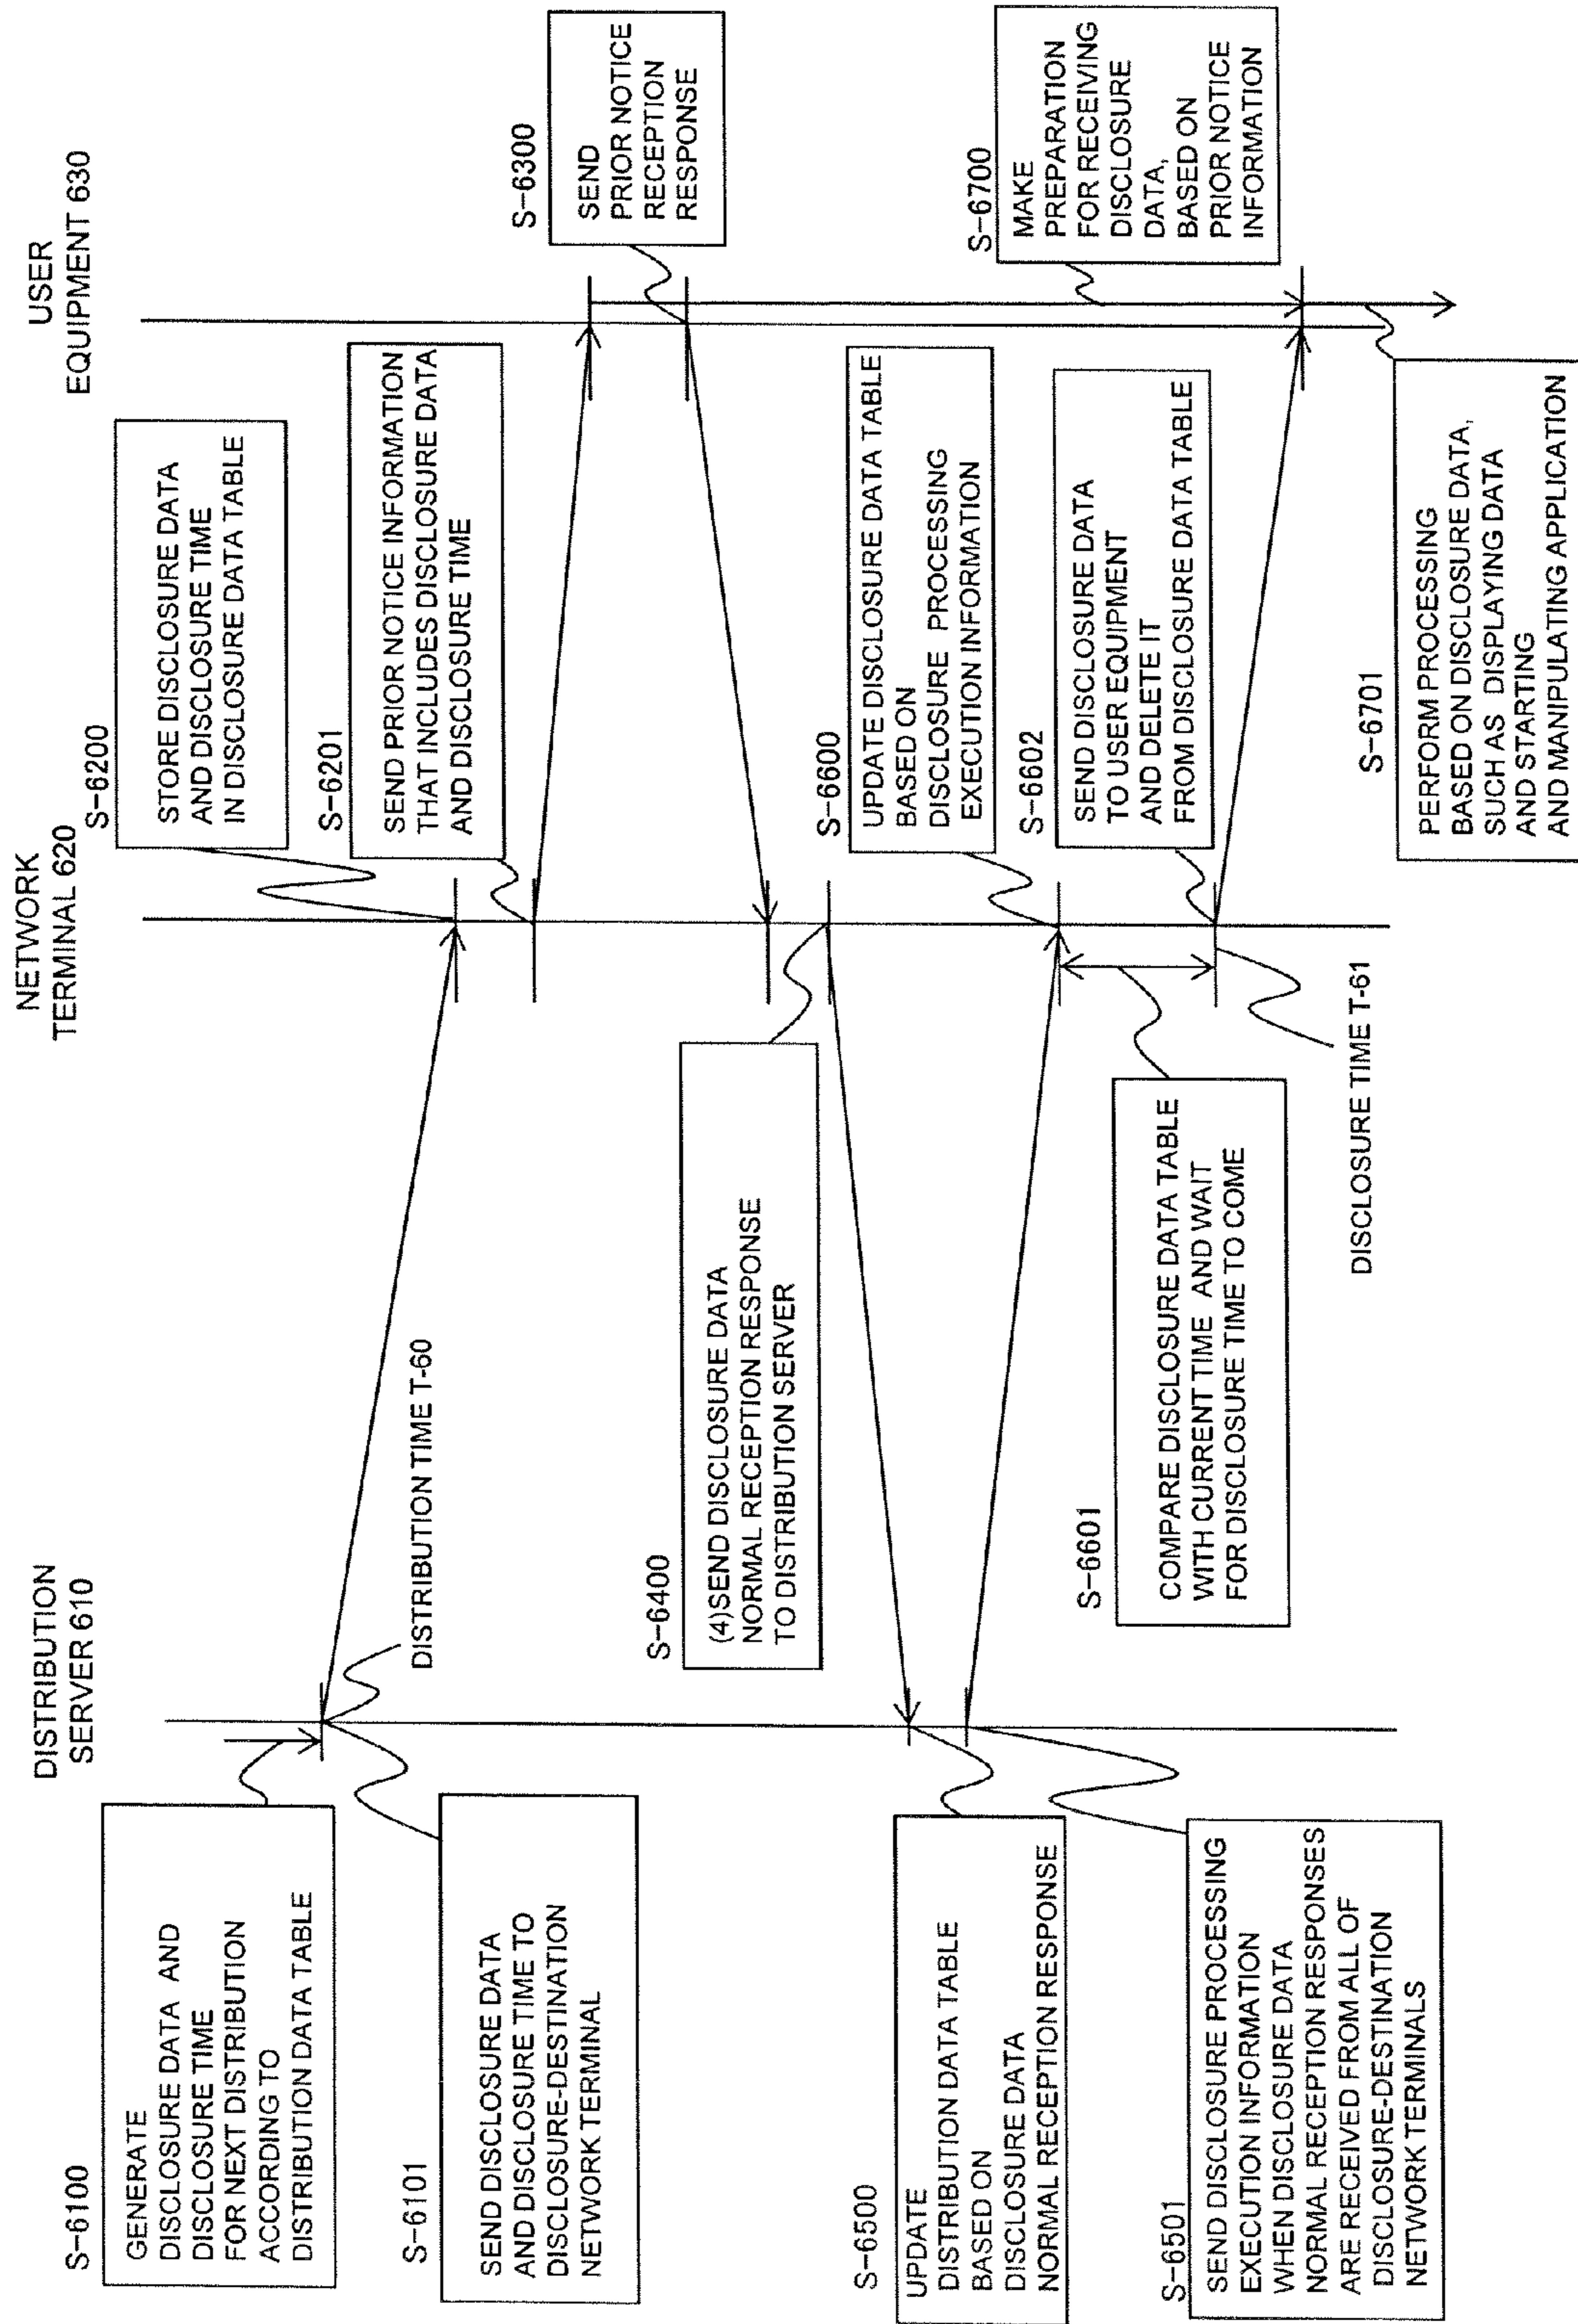 DISTRIBUTION
SERVER 610
NETWORK
TERMINAL 620
USER
EQUIPMENT 630
S-6100
GENERATE
DISCLOSURE DATA AND
DISCLOSURE TIME
FOR NEXT DISTRIBUTION
ACCORDING TO
DISTRIBUTION DATA TABLE
S-6101
SEND DISCLOSURE DATA
AND DISCLOSURE TIME TO
DISCLOSURE-DESTINATION
NETWORK TERMINAL
DISTRIBUTION TIME T-60
S-6200
STORE DISCLOSURE DATA
AND DISCLOSURE TIME
IN DISCLOSURE DATA TABLE
S-6201
SEND PRIOR NOTICE INFORMATION
THAT INCLUDES DISCLOSURE DATA
AND DISCLOSURE TIME
S-6300
SEND
PRIOR NOTICE
RECEPTION
RESPONSE
S-6400
(4)SEND DISCLOSURE DATA
NORMAL RECEPTION RESPONSE
TO DISTRIBUTION SERVER
S-6500
UPDATE
DISTRIBUTION DATA TABLE
BASED ON
DISCLOSURE DATA
NORMAL RECEPTION RESPONSE
S-6501
SEND DISCLOSURE PROCESSING
EXECUTION INFORMATION
WHEN DISCLOSURE DATA
NORMAL RECEPTION RESPONSES
ARE RECEIVED FROM ALL OF
DISCLOSURE-DESTINATION
NETWORK TERMINALS
S-6600
UPDATE DISCLOSURE DATA TABLE
BASED ON
DISCLOSURE PROCESSING
EXECUTION INFORMATION
S-6601
COMPARE DISCLOSURE DATA TABLE
WITH CURRENT TIME AND WAIT
FOR DISCLOSURE TIME TO COME
S-6602
SEND DISCLOSURE DATA
TO USER EQUIPMENT
AND DELETE IT
FROM DISCLOSURE DATA TABLE
DISCLOSURE TIME T-61
S-6700
MAKE
PREPARATION
FOR RECEIVING
DISCLOSURE
DATA,
BASED ON
PRIOR NOTICE
INFORMATION
S-6701
PERFORM PROCESSING
BASED ON DISCLOSURE DATA,
SUCH AS DISPLAYING DATA
AND STARTING
AND MANIPULATING APPLICATION